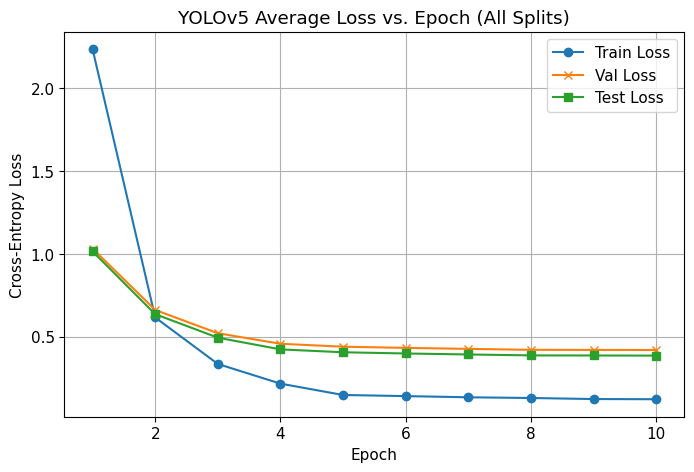 YOLOv5 Average Loss vs. Epoch (All Splits)
Train Loss
Val Loss
Test Loss
Cross-Entropy Loss
2.0
1.5
1.0
0.5
2 4 6 8 10
Epoch